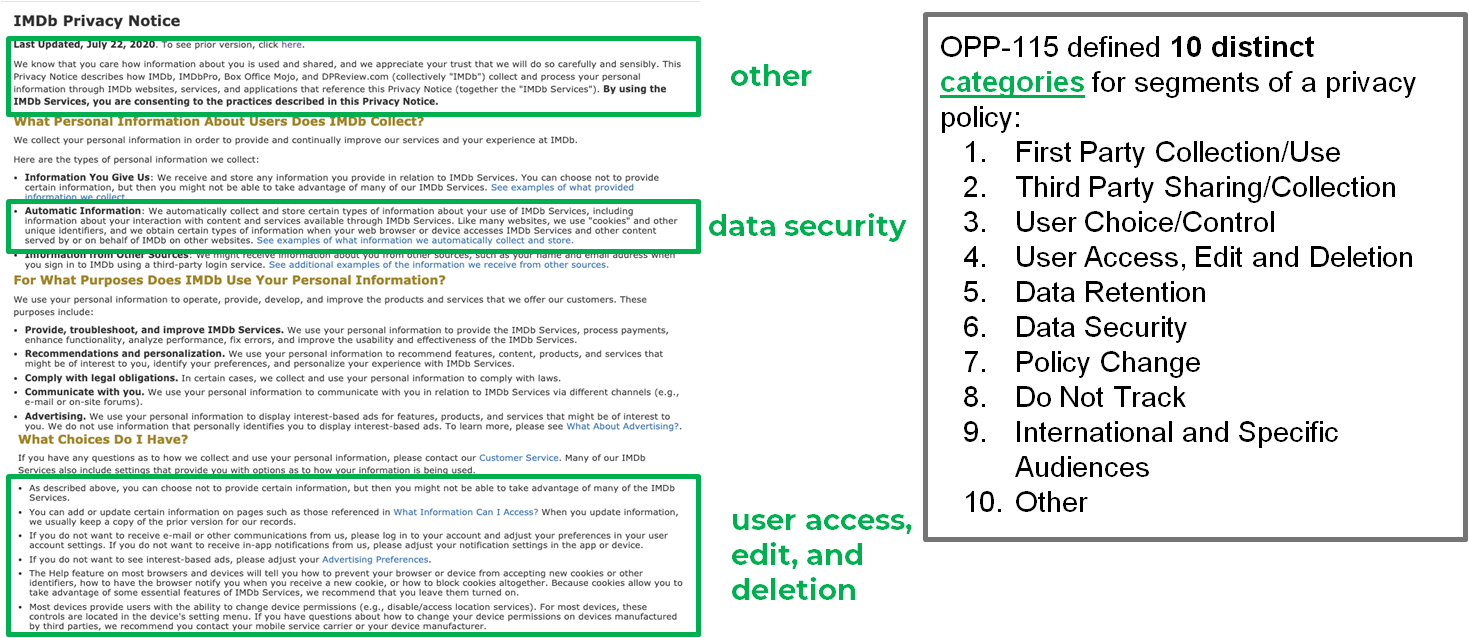 IMDb Privacy Notice
Last Updated, July 22, 2020. To see prior version, click here.
We know that you care how information about you is used and shared, and we appreciate your trust that we will do so carefully and sensibly. This
Privacy Notice describes how IMDb, IMDbPro, Box Office Mojo, and DPReview.com (collectively "IMDb") collect and process your personal
information through IMDb websites, services, and applications that reference this Privacy Notice (together the "IMDb Services"). By using the
IMDb Services, you are consenting to the practices described in this Privacy Notice.
What Personal Information About Users Does IMDb Collect?
We collect your personal information in order to provide and continually improve our services and your experience at IMDb.
Here are the types of personal information we collect:
• Information You Give Us: We receive and store any information you provide in relation to IMDb Services. You can choose not to provide
certain information, but then you might not be able to take advantage of many of our IMDb Services. See examples of what provided
information we collect
• Automatic Information: We automatically collect and store certain types of information about your use of IMDb Services, including
information about your interaction with content and services available through IMDb Services. Like many websites, we use "cookies" and other
unique identifiers, and we obtain certain types of information when your web browser or device accesses IMDb Services and other content
served by or on behalf of IMDb on other websites. See examples of what information we automatically collect and store.
• Information from Other Sources: We might receive information about you from other sources, such as your name and email address when
you sign in to IMDb using a third-party login service. See additional examples of the information we receive from other sources.
For What Purposes Does IMDb Use Your Personal Information?
We use your personal information to operate, provide, develop, and improve the products and services that we offer our customers. These
purposes include:
• Provide, troubleshoot, and improve IMDb Services. We use your personal information to provide the IMDb Services, process payments,
enhance functionality, analyze performance, fix errors, and improve the usability and effectiveness of the IMDb Services.
• Recommendations and personalization. We use your personal information to recommend features, content, products, and services that
might be of interest to you, identify your preferences, and personalize your experience with IMDb Services.
• Comply with legal obligations. In certain cases, we collect and use your personal information to comply with laws.
• Communicate with you. We use your personal information to communicate with you in relation to IMDb Services via different channels (e.g.,
e-mail or on-site forums).
• Advertising. We use your personal information to display interest-based ads for features, products, and services that might be of interest to
you. We do not use information that personally identifies you to display interest-based ads. To learn more, please see What About Advertising?.
What Choices Do I Have?
If you have any questions as to how we collect and use your personal information, please contact our Customer Service. Many of our IMDb
Services also include settings that provide you with options as to how your information is being used.
• As described above, you can choose not to provide certain information, but then you might not be able to take advantage of many of the IMDb
Services.
• You can add or update certain information on pages such as those referenced in What Information Can I Access? When you update information,
we usually keep a copy of the prior version for our records.
• If you do not want to receive e-mail or other communications from us, please log in to your account and adjust your preferences in your user
account settings. If you do not want to receive in-app notifications from us, please adjust your notification settings in the app or device.
• If you do not want to see interest-based ads, please adjust your Advertising Preferences.
• The Help feature on most browsers and devices will tell you how to prevent your browser or device from accepting new cookies or other
identifiers, how to have the browser notify you when you receive a new cookie, or how to block cookies altogether. Because cookies allow you to
take advantage of some essential features of IMDb Services, we recommend that you leave them turned on.
• Most devices provide users with the ability to change device permissions (e.g., disable/access location services). For most devices, these
controls are located in the device's setting menu. If you have questions about how to change your device permissions on devices manufactured
by third parties, we recommend you contact your mobile service carrier or your device manufacturer.
other
data security
user access,
edit, and
deletion
OPP-115 defined 10 distinct
categories for segments of a privacy
policy:
1. First Party Collection/Use
2. Third Party Sharing/Collection
3. User Choice/Control
4. User Access, Edit and Deletion
5. Data Retention
6. Data Security
7. Policy Change
8. Do Not Track
9. International and Specific
Audiences
10. Other